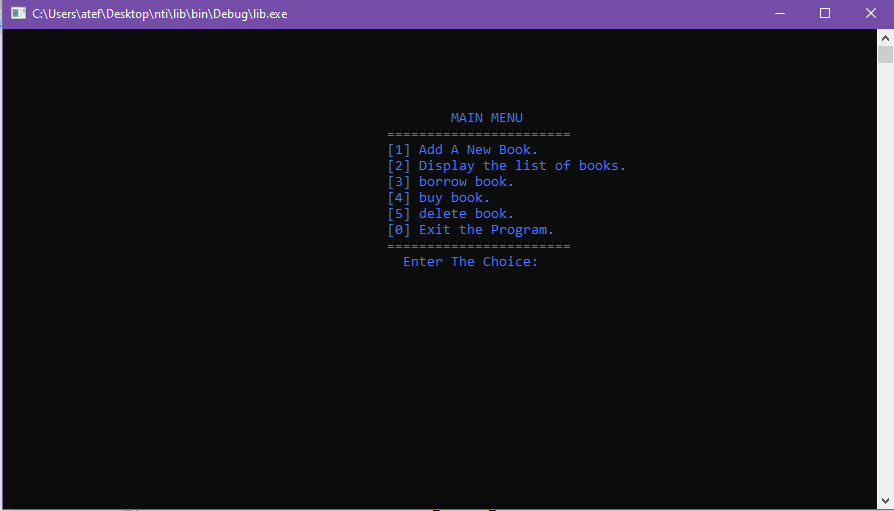 C:\Users\atef\Desktop\nti\lib\bin\Debug\lib.exe
MAIN MENU
=======================
[1] Add A New Book.
[2] Display the list of books.
[3] borrow book.
[4] buy book.
[5] delete book.
[0] Exit the Program.
=======================
Enter The Choice: